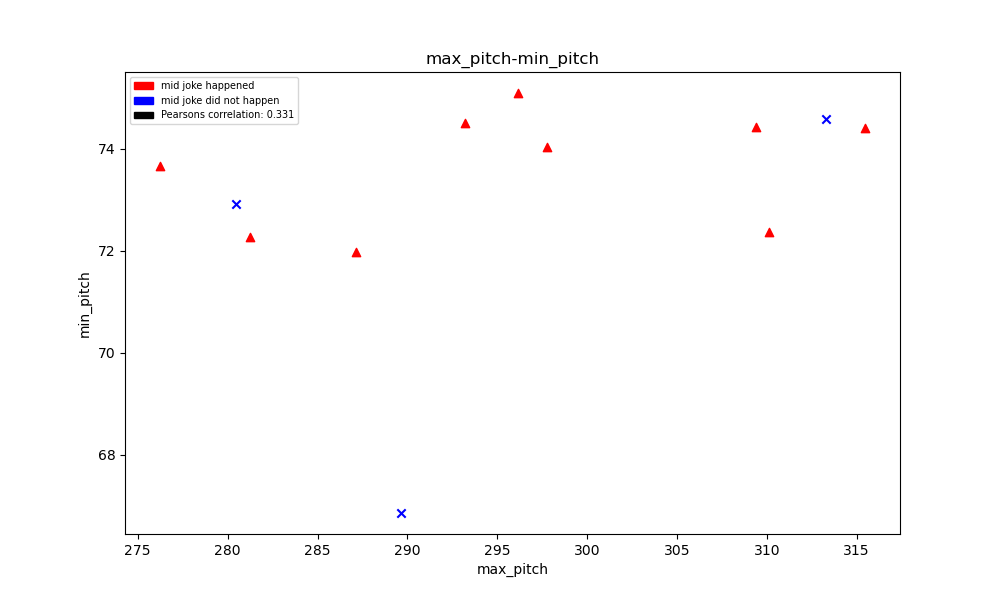 max_pitch-min_pitch
mid joke happened
mid joke did not happen
Pearsons correlation: 0.331
74
72
70
68
min_pitch
275 280 285 290 295 300 305 310 315
max_pitch